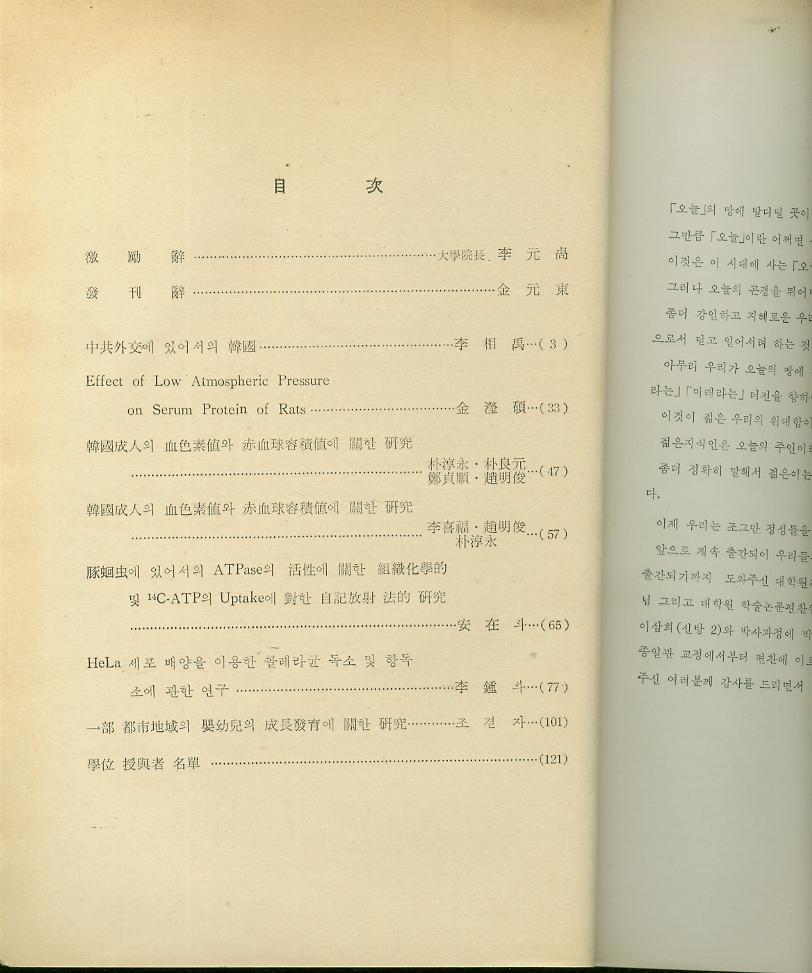 目 次
激 勵 辭 ……… 大學院長. 李 元 卨
發 刊 辭 ……… 金 元 東
中共外交에 있어서의 韓國 ……… 李 相 禹…( 3 )
Effect of Low Atmospheric Pressure
on Serum Protein of Rats ……… 金 瀅 碩…(33)
韓國成人의 血色素値와 赤血球容積値에 關한 硏究
……… 朴淳永・朴良元
鄭貞順・趙明俊 …(47)
韓國成人의 血色素値와 赤血球容積値에 關한 硏究
……… 李喜福・趙明俊
朴淳永 …(57)
豚蛔虫에 있어서의 ATPase의 活性에 關한 組織化學的
및 ¹⁴C-ATP의 Uptake에 對한 自記放射 法的 硏究
……… 安 在 斗…(65)
HeLa 세포 배양을 이용한 콜레라균 독소 및 항독
소에 관한 연구 ……… 李 鍾 斗…(77)
一部 都市地域의 嬰幼兒의 成長發育에 關한 硏究 ……… 조 결 자…(101)
學位 授與者 名單 ……… (121)
「오늘」의 땅에 발디딜 곳이
그만큼 「오늘」이란 어쩌면
이것은 이 시대에 사는 「오
그러나 오늘의 곤경을 뛰어
좀더 강인하고 지혜로운 우리
으로서 딛고 일어서려 하는 것
아무리 우리가 오늘의 땅에
라는」「미래라는」 터전을 향하
이것이 젊은 우리의 위대함이
젊은지식인은 오늘의 주인이
좀더 정확히 말해서 젊은이는
다.
이제 우리는 조그만 정성들을
앞으로 계속 출간되어 우리들
출간되기까지 도와주신 대학원
님 그리고 대학원 학술논문편찬
이삼희(신방 2)와 박사과정에 박
종일판 교정에서부터 편찬에 이르
주신 여러분께 감사를 드리면서